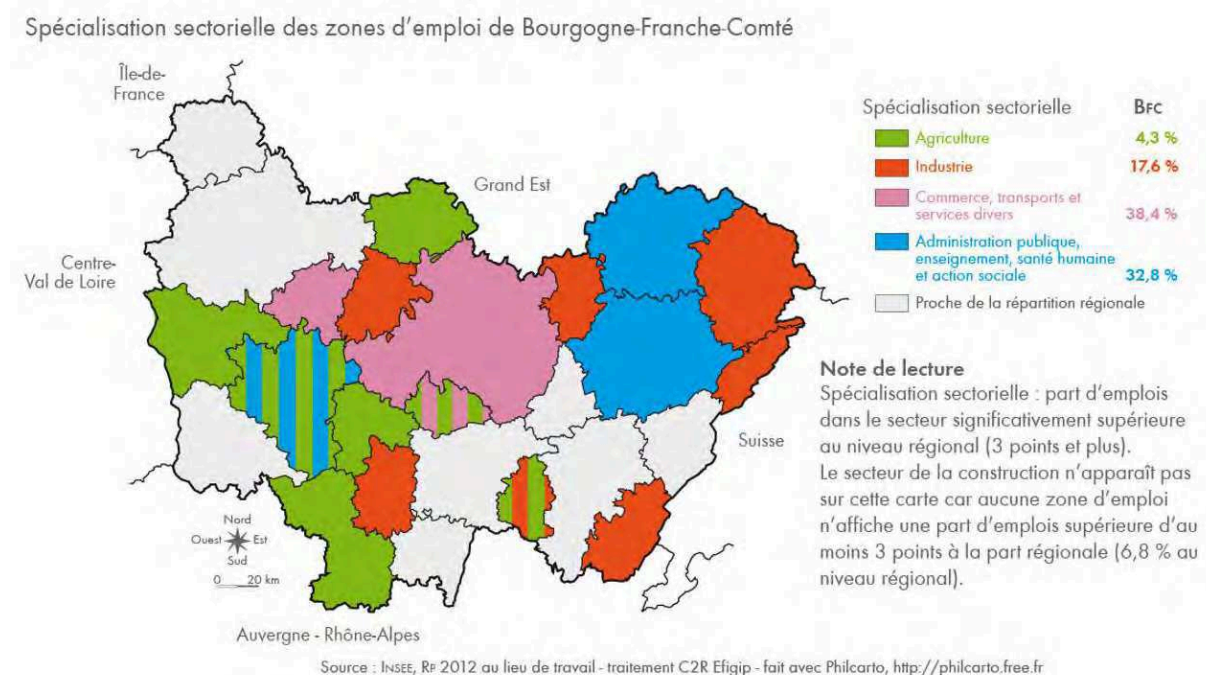 Spécialisation sectorielle des zones d'emploi de Bourgogne-Franche-Comté
Île-de-
France
Grand Est
Centre-
Val de Loire
Suisse
Nord
Ouest Est
Sud
0 20 km
Auvergne - Rhône-Alpes
Spécialisation sectorielle BFC
Agriculture 4,3 %
Industrie 17,6 %
Commerce, transports et
services divers 38,4 %
Administration publique,
enseignement, santé humaine
et action sociale 32,8 %
Proche de la répartition régionale
Note de lecture
Spécialisation sectorielle : part d'emplois
dans le secteur significativement supérieure
au niveau régional (3 points et plus).
Le secteur de la construction n'apparaît pas
sur cette carte car aucune zone d'emploi
n'affiche une part d'emplois supérieure d'au
moins 3 points à la part régionale (6,8 % au
niveau régional).
Source : INSEE, RP 2012 au lieu de travail - traitement C2R Efigip - fait avec Philcarto, http://philcarto.free.fr